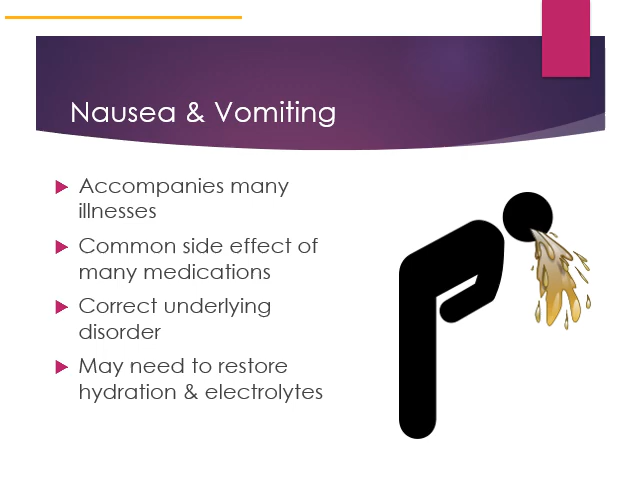 Nausea & Vomiting
Accompanies many
illnesses
Common side effect of
many medications
Correct underlying
disorder
May need to restore
hydration & electrolytes